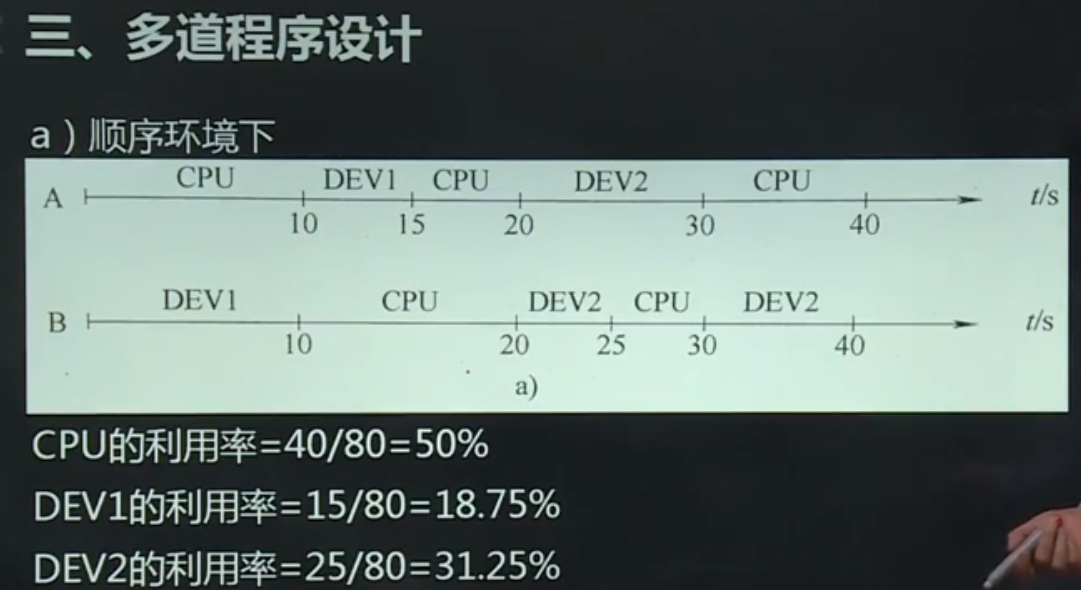 三、多道程序设计
a）顺序环境下
CPU DEV1 CPU DEV2 CPU
A t/s
10 15 20 30 40
DEV1 CPU DEV2 CPU DEV2
B t/s
10 20 25 30 40
a)
CPU的利用率=40/80=50%
DEV1的利用率=15/80=18.75%
DEV2的利用率=25/80=31.25%